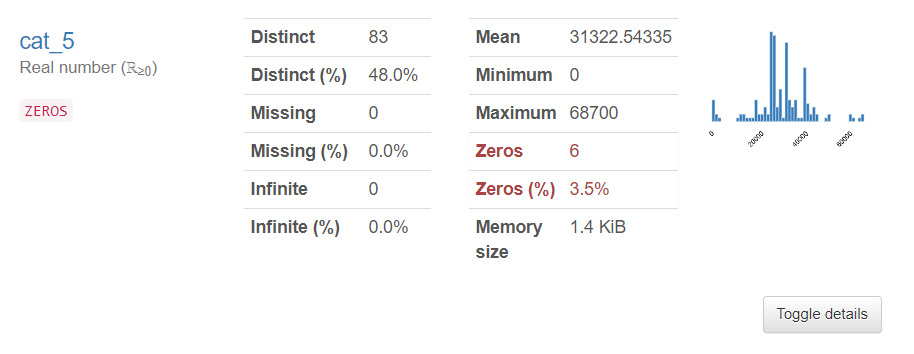 cat_5
Real number (ℝ≥0)
ZEROS
Distinct 83
Distinct (%) 48.0%
Missing 0
Missing (%) 0.0%
Infinite 0
Infinite (%) 0.0%
Mean 31322.54335
Minimum 0
Maximum 68700
Zeros 6
Zeros (%) 3.5%
Memory size 1.4 KiB
0 20000 40000 60000
Toggle details